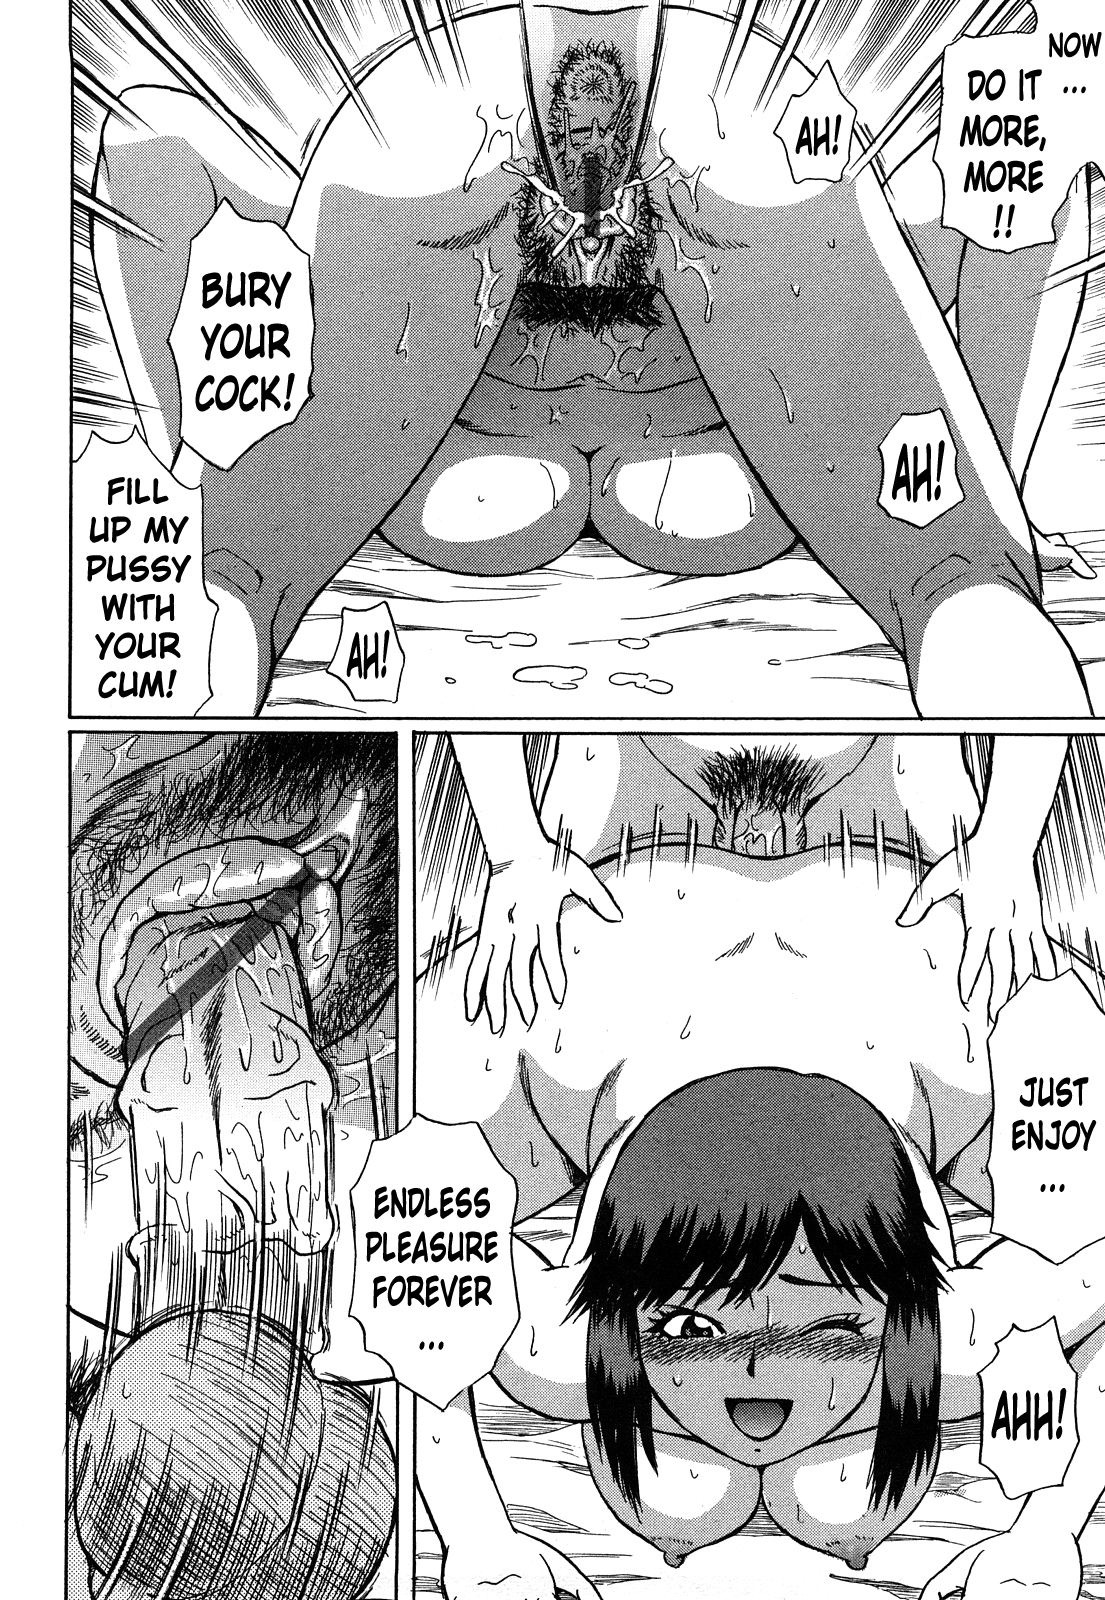 NOW
...
DO IT
MORE,
MORE
!!
AH!
BURY
YOUR
COCK!
AH!
FILL
UP MY
PUSSY
WITH
YOUR
CUM!
AH!
JUST
ENJOY
...
ENDLESS
PLEASURE
FOREVER
...
AHH!